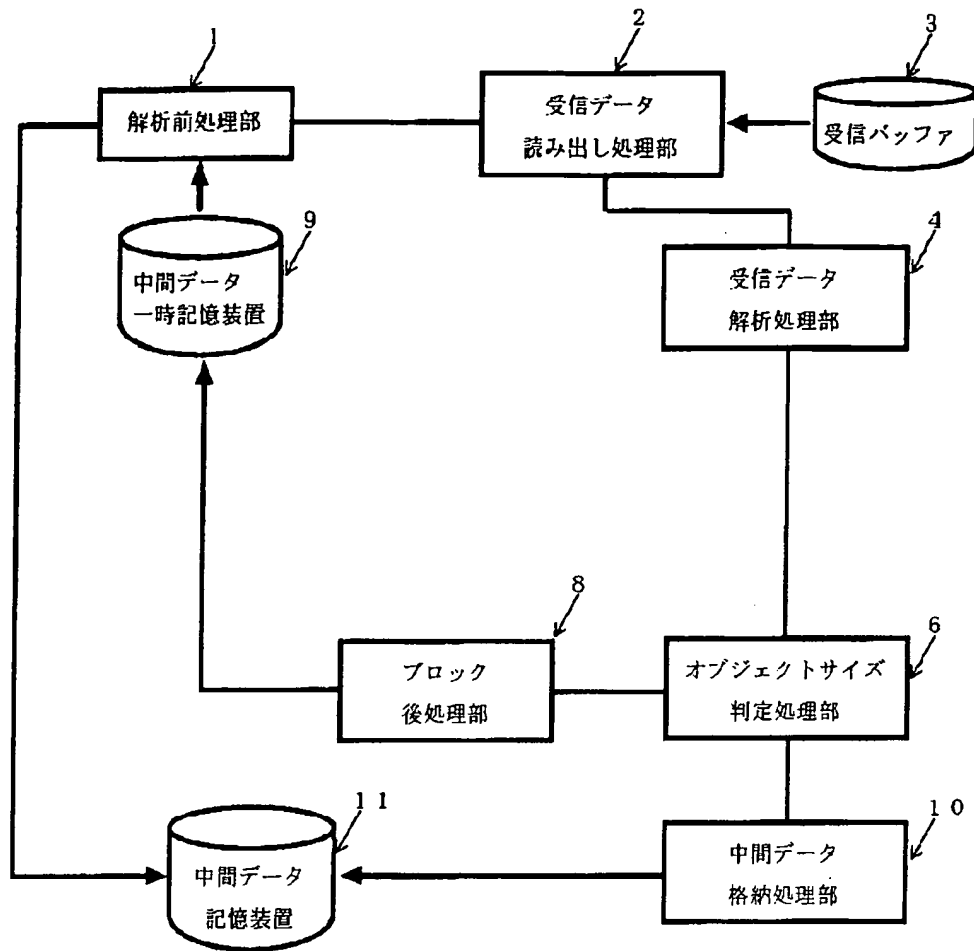 1
2
3
解析前処理部
受信データ
読み出し処理部
受信バッファ
9
4
中間データ
一時記憶装置
受信データ
解析処理部
8
6
ブロック
後処理部
オブジェクトサイズ
判定処理部
11
10
中間データ
記憶装置
中間データ
格納処理部